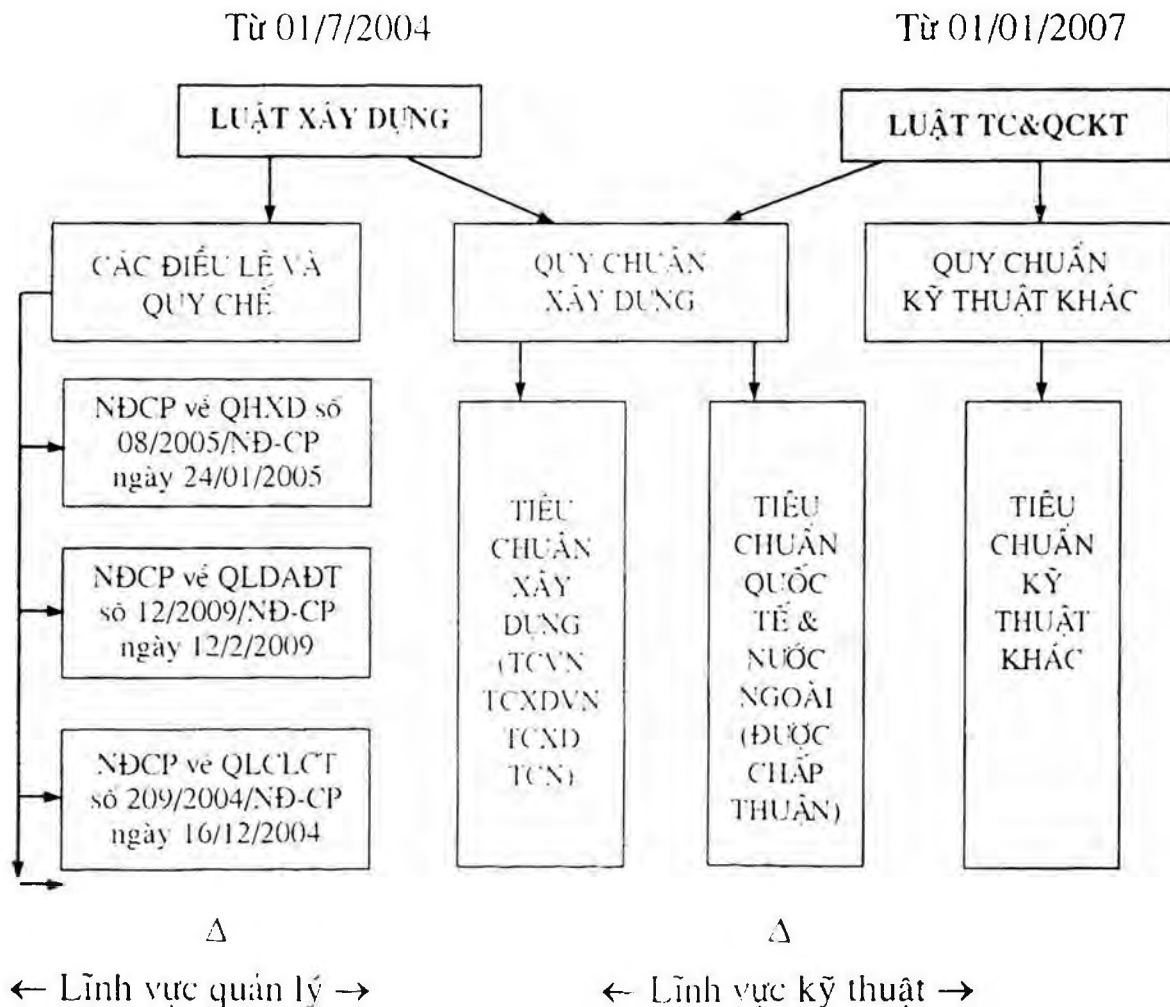 Từ 01/7/2004
Từ 01/01/2007
LUẬT XÂY DỰNG
LUẬT TC&QCKT
CÁC ĐIỀU LỆ VÀ
QUY CHẾ
QUY CHUẨN
XÂY DỰNG
QUY CHUẨN
KỸ THUẬT KHÁC
NĐCP về QHXD số
08/2005/NĐ-CP
ngày 24/01/2005
NĐCP về QLDAĐT
số 12/2009/NĐ-CP
ngày 12/2/2009
NĐCP về QLCLCT
số 209/2004/NĐ-CP
ngày 16/12/2004
TIÊU
CHUẨN
XÂY
DỰNG
(TCVN
TCXDVN
TCXD
TCN)
TIÊU
CHUẨN
QUỐC
TẾ &
NƯỚC
NGOÀI
(ĐƯỢC
CHẤP
THUẬN)
TIÊU
CHUẨN
KỸ
THUẬT
KHÁC
Δ
Δ
← Lĩnh vực quản lý →
← Lĩnh vực kỹ thuật →